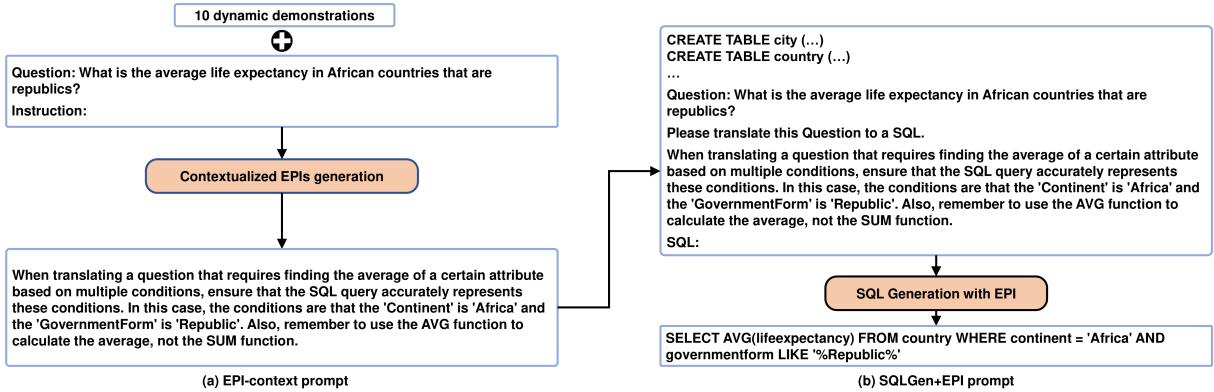 10 dynamic demonstrations
Question: What is the average life expectancy in African countries that are
republics?
Instruction:
Contextualized EPIs generation
When translating a question that requires finding the average of a certain attribute
based on multiple conditions, ensure that the SQL query accurately represents
these conditions. In this case, the conditions are that the 'Continent' is 'Africa' and
the 'GovernmentForm' is 'Republic'. Also, remember to use the AVG function to
calculate the average, not the SUM function.
(a) EPI-context prompt
CREATE TABLE city (…)
CREATE TABLE country (…)
…
Question: What is the average life expectancy in African countries that are
republics?
Please translate this Question to a SQL.
When translating a question that requires finding the average of a certain attribute
based on multiple conditions, ensure that the SQL query accurately represents
these conditions. In this case, the conditions are that the 'Continent' is 'Africa' and
the 'GovernmentForm' is 'Republic'. Also, remember to use the AVG function to
calculate the average, not the SUM function.
SQL:
SQL Generation with EPI
SELECT AVG(lifeexpectancy) FROM country WHERE continent = 'Africa' AND
governmentform LIKE '%Republic%'
(b) SQLGen+EPI prompt